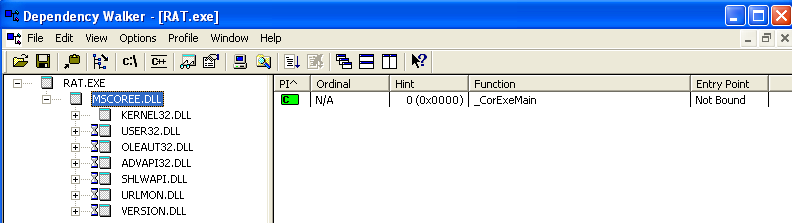 Dependency Walker - [RAT.exe]
File Edit View Options Profile Window Help
c:\ C++
RAT.EXE
MSCOREE.DLL
KERNEL32.DLL
USER32.DLL
OLEAUT32.DLL
ADVAPI32.DLL
SHLWAPI.DLL
URLMON.DLL
VERSION.DLL
PI^ Ordinal Hint Function Entry Point
C N/A 0 (0x0000) _CorExeMain Not Bound